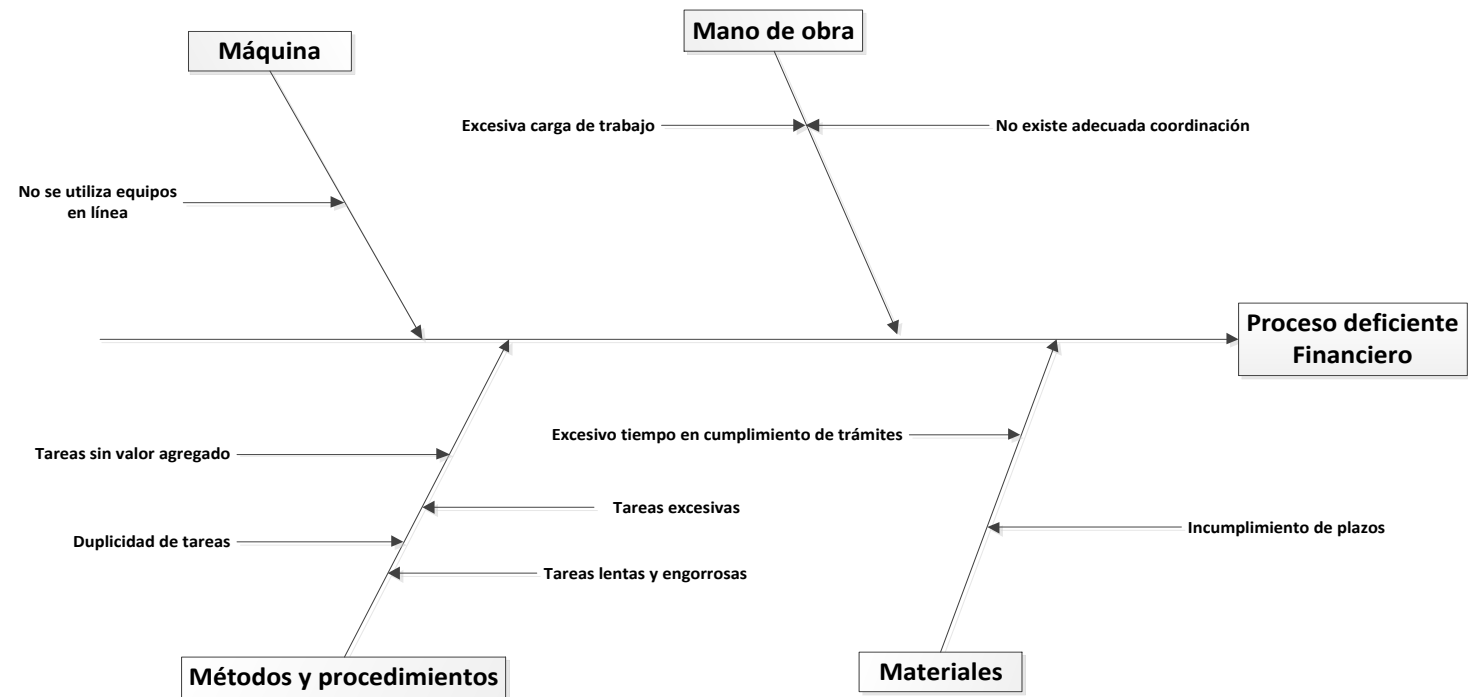 Mano de obra
Máquina
Excesiva carga de trabajo
No existe adecuada coordinación
No se utiliza equipos
en línea
Proceso deficiente
Financiero
Excesivo tiempo en cumplimiento de trámites
Tareas sin valor agregado
Tareas excesivas
Incumplimiento de plazos
Duplicidad de tareas
Tareas lentas y engorrosas
Métodos y procedimientos
Materiales